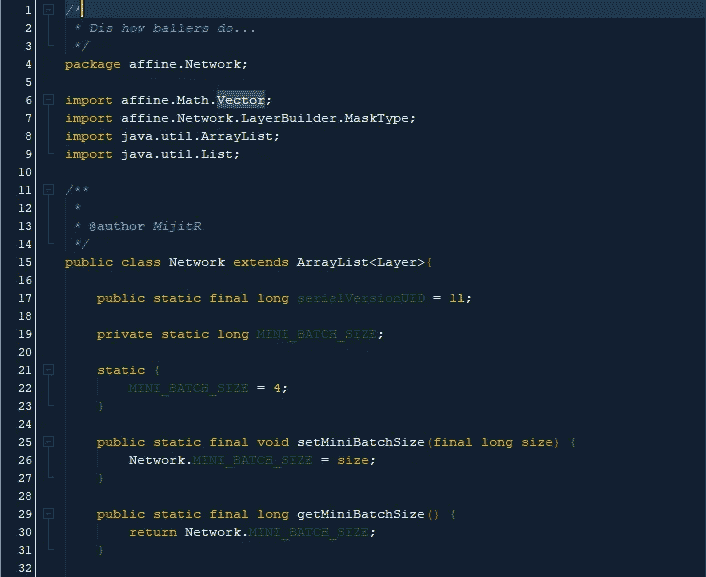 1 /*
2 * Dis how ballers do...
3 */
4 package affine.Network;
5
6 import affine.Math.Vector;
7 import affine.Network.LayerBuilder.MaskType;
8 import java.util.ArrayList;
9 import java.util.List;
10
11 /**
12 *
13 * @author MijitR
14 */
15 public class Network extends ArrayList<Layer>{
16
17 public static final long serialVersionUID = 1l;
18
19 private static long MINI_BATCH_SIZE;
20
21 static {
22 MINI_BATCH_SIZE = 4;
23 }
24
25 public static final void setMiniBatchSize(final long size) {
26 Network.MINI_BATCH_SIZE = size;
27 }
28
29 public static final long getMiniBatchSize() {
30 return Network.MINI_BATCH_SIZE;
31 }
32